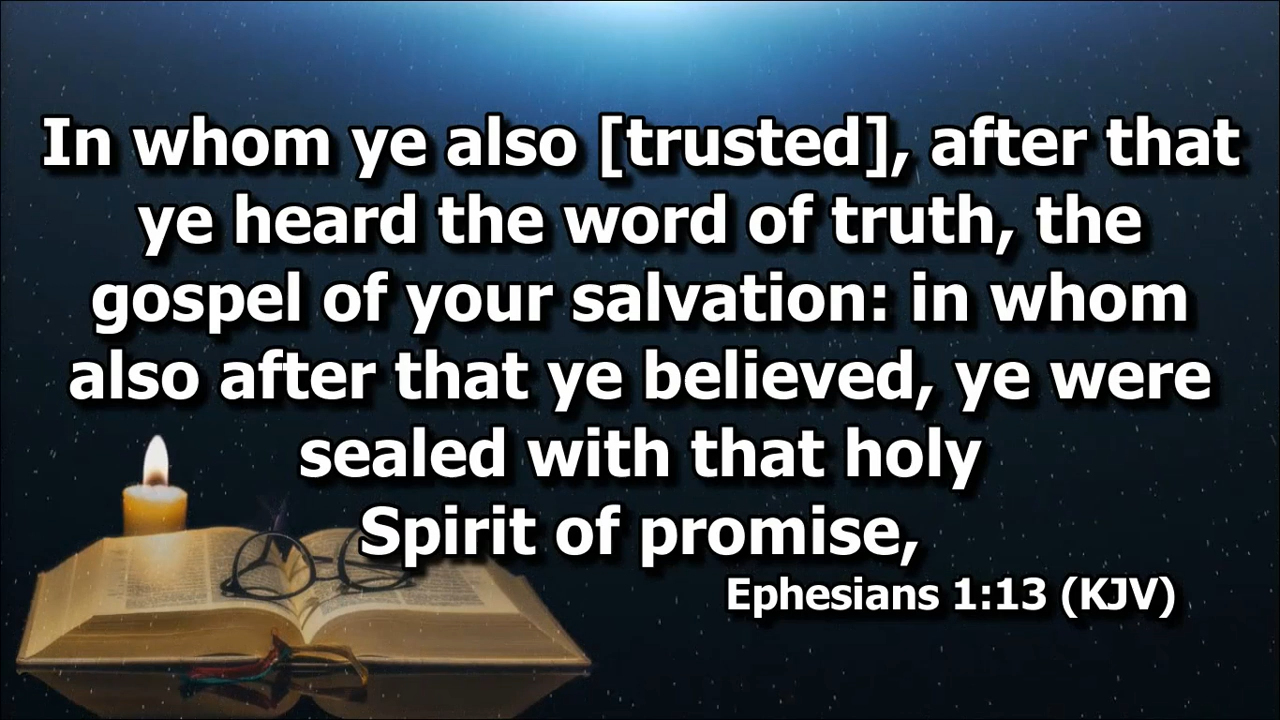 In whom ye also [trusted], after that
ye heard the word of truth, the
gospel of your salvation: in whom
also after that ye believed, ye were
sealed with that holy
Spirit of promise,
Ephesians 1:13 (KJV)